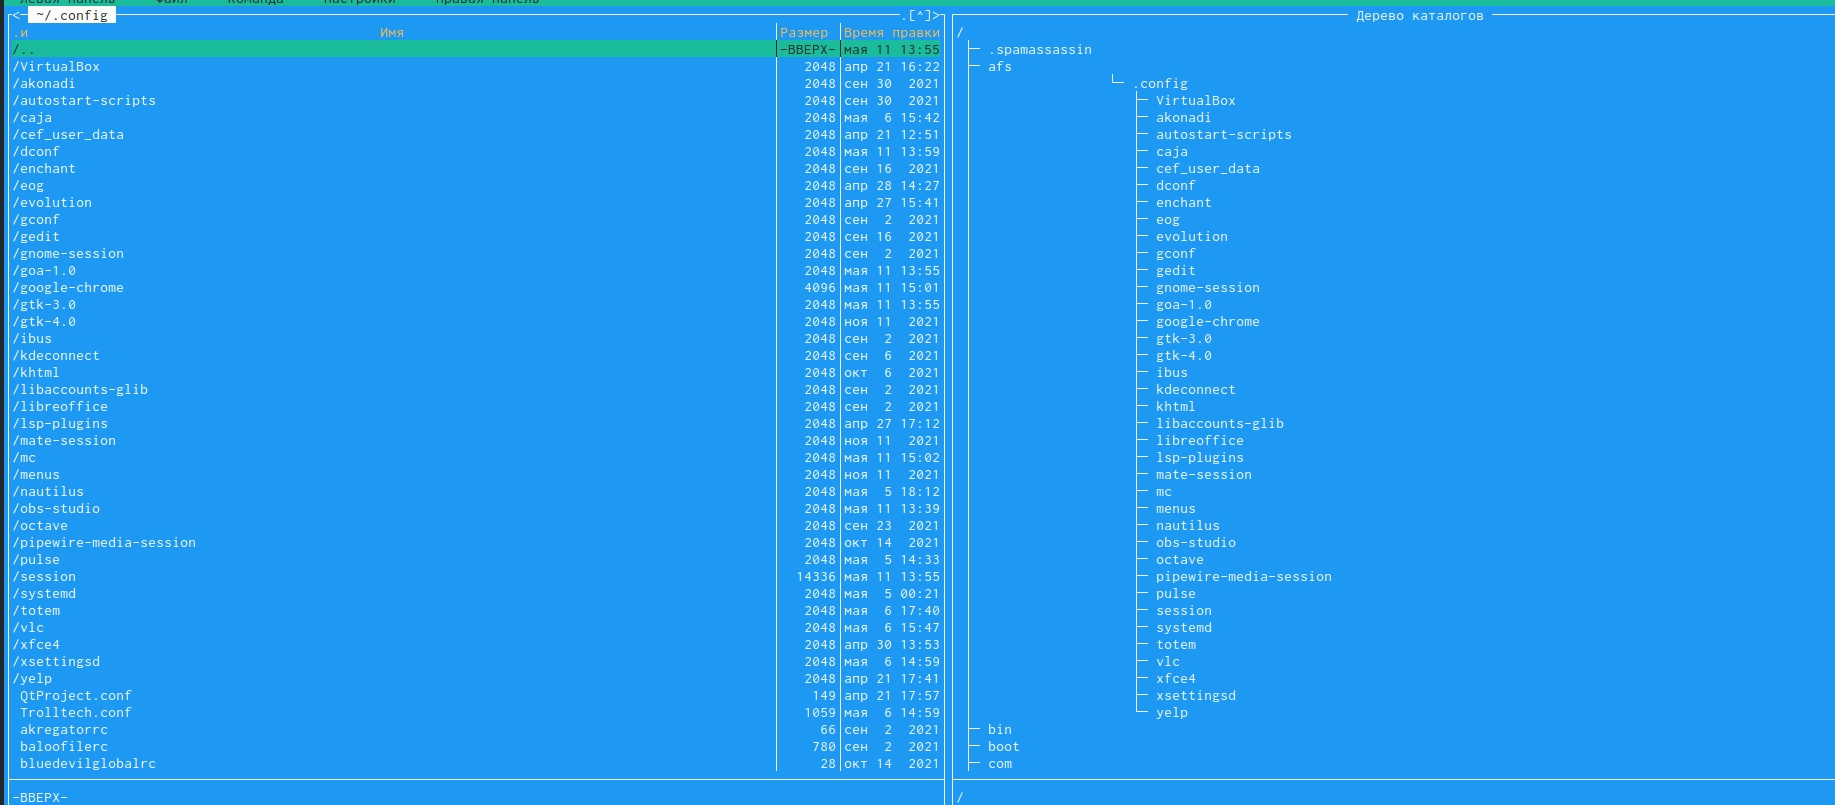 левая панель Файл Команда Настройки Правая панель
<— ~/.config .[^]>
.и Имя Размер Время правки
/.. -ВВЕРХ- мая 11 13:55
/VirtualBox 2048 апр 21 16:22
/akonadi 2048 сен 30 2021
/autostart-scripts 2048 сен 30 2021
/caja 2048 мая 6 15:42
/cef_user_data 2048 апр 21 12:51
/dconf 2048 мая 11 13:59
/enchant 2048 сен 16 2021
/eog 2048 апр 28 14:27
/evolution 2048 апр 27 15:41
/gconf 2048 сен 2 2021
/gedit 2048 сен 16 2021
/gnome-session 2048 сен 2 2021
/goa-1.0 2048 мая 11 13:55
/google-chrome 4096 мая 11 15:01
/gtk-3.0 2048 мая 11 13:55
/gtk-4.0 2048 ноя 11 2021
/ibus 2048 сен 2 2021
/kdeconnect 2048 сен 6 2021
/khtml 2048 окт 6 2021
/libaccounts-glib 2048 сен 2 2021
/libreoffice 2048 сен 2 2021
/lsp-plugins 2048 апр 27 17:12
/mate-session 2048 ноя 11 2021
/mc 2048 мая 11 15:02
/menus 2048 ноя 11 2021
/nautilus 2048 мая 5 18:12
/obs-studio 2048 мая 11 13:39
/octave 2048 сен 23 2021
/pipewire-media-session 2048 окт 14 2021
/pulse 2048 мая 5 14:33
/session 14336 мая 11 13:55
/systemd 2048 мая 5 00:21
/totem 2048 мая 6 17:40
/vlc 2048 мая 6 15:47
/xfce4 2048 апр 30 13:53
/xsettingsd 2048 мая 6 14:59
/yelp 2048 апр 21 17:41
QtProject.conf 149 апр 21 17:57
Trolltech.conf 1059 мая 6 14:59
akregatorrc 66 сен 2 2021
baloofilerc 780 сен 2 2021
bluedevilglobalrc 28 окт 14 2021
-ВВЕРХ-
Дерево каталогов
/
.spamassassin
afs
.config
VirtualBox
akonadi
autostart-scripts
caja
cef_user_data
dconf
enchant
eog
evolution
gconf
gedit
gnome-session
goa-1.0
google-chrome
gtk-3.0
gtk-4.0
ibus
kdeconnect
khtml
libaccounts-glib
libreoffice
lsp-plugins
mate-session
mc
menus
nautilus
obs-studio
octave
pipewire-media-session
pulse
session
systemd
totem
vlc
xfce4
xsettingsd
yelp
bin
boot
com
/